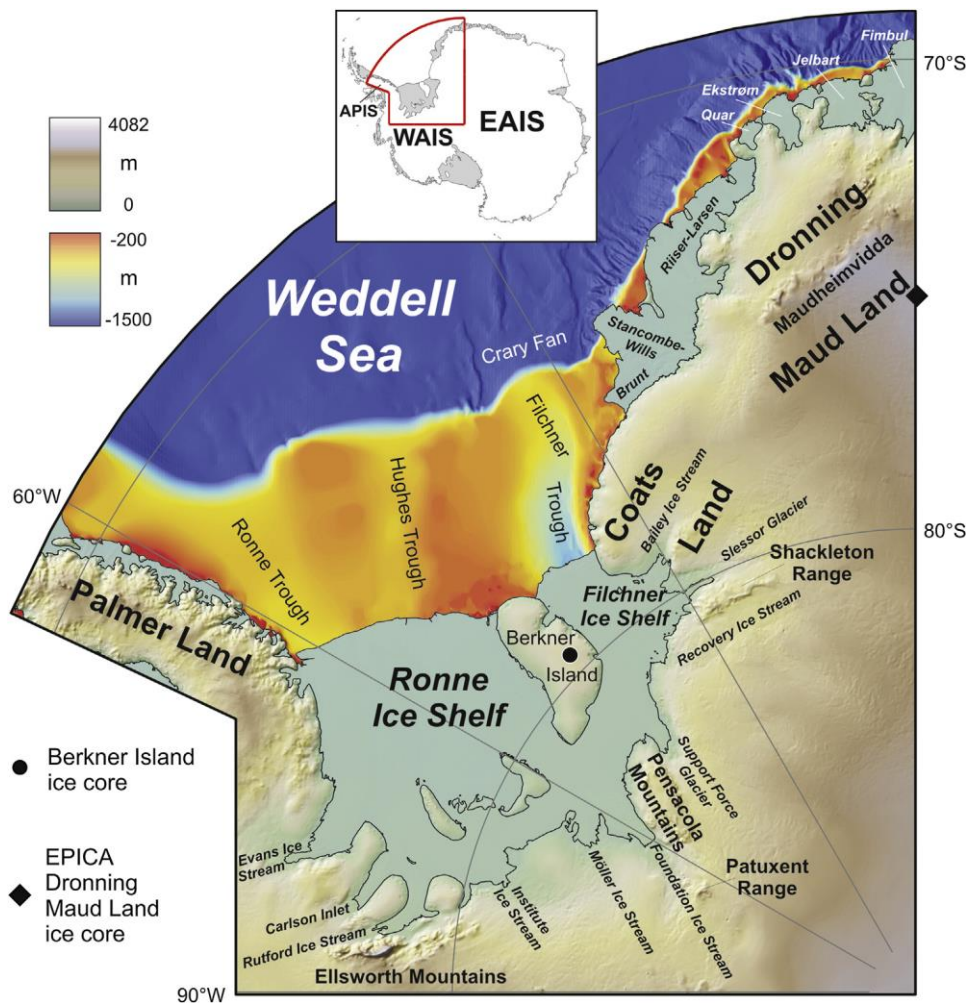 APIS
WAIS
EAIS
4082
m
0
-200
m
-1500
Fimbul
Jelbart
Ekstrøm
Quar
70°S
Weddell
Sea
Crary Fan
Riiser-Larsen
Dronning
Maudheimvidda
Maud Land
Stancombe-
Wills
Brunt
Filchner
Trough
Hughes Trough
Ronne Trough
60°W
Coats
Land
Bailey Ice Stream
Slessor Glacier
80°S
Shackleton
Range
Palmer Land
Filchner
Ice Shelf
Recovery Ice Stream
Berkner
Island
Ronne
Ice Shelf
Berkner Island
ice core
Support Force
Glacier
Pensacola
Mountains
EPICA
Dronning
Maud Land
ice core
Evans Ice
Stream
Carlson Inlet
Rutford Ice Stream
Institute
Ice Stream
Möller Ice Stream
Foundation Ice Stream
Patuxent
Range
Ellsworth Mountains
90°W